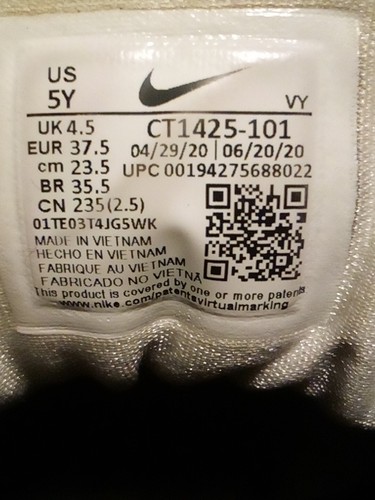 US
5Y
VY
UK 4.5
EUR 37.5
cm 23.5
BR 35.5
CN 235(2.5)
CT1425-101
04/29/20 | 06/20/20
UPC 00194275688022
01TE03T4JG5WK
MADE IN VIETNAM
HECHO EN VIETNAM
FABRIQUE AU VIETNAM
FABRICADO NO VIETNÃ
This product is covered by one or more patents
www.nike.com/patentsvirtualmarking